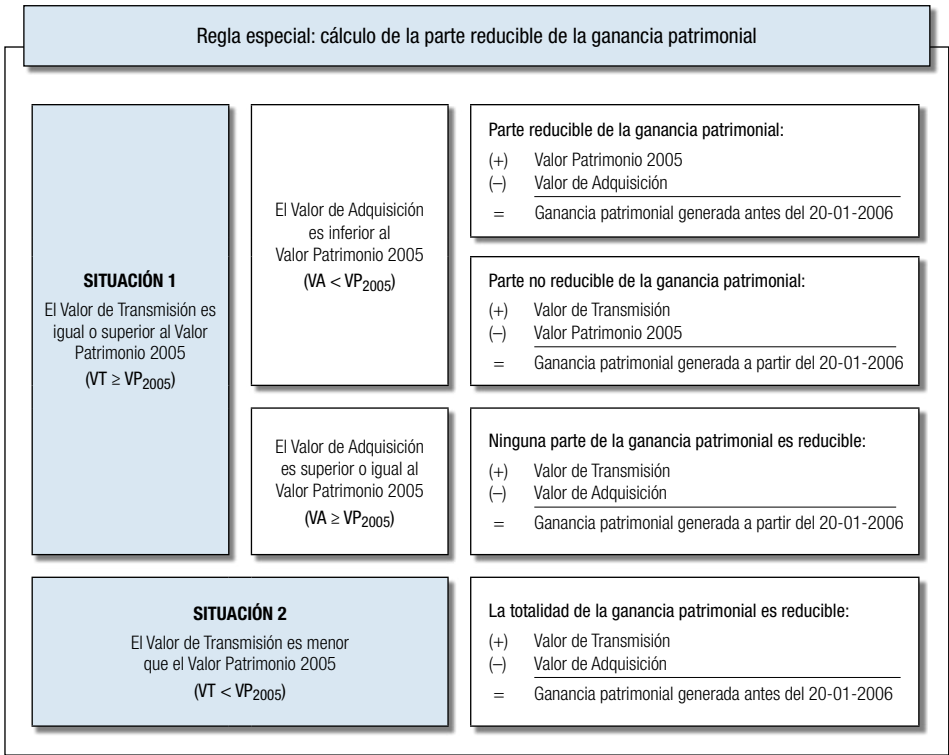 Regla especial: cálculo de la parte reducible de la ganancia patrimonial
SITUACIÓN 1
El Valor de Transmisión es
igual o superior al Valor
Patrimonio 2005
(VT ≥ VP2005)
El Valor de Adquisición
es inferior al
Valor Patrimonio 2005
(VA < VP2005)
Parte reducible de la ganancia patrimonial:
(+) Valor Patrimonio 2005
(–) Valor de Adquisición
= Ganancia patrimonial generada antes del 20-01-2006
Parte no reducible de la ganancia patrimonial:
(+) Valor de Transmisión
(–) Valor Patrimonio 2005
= Ganancia patrimonial generada a partir del 20-01-2006
El Valor de Adquisición
es superior o igual al
Valor Patrimonio 2005
(VA ≥ VP2005)
Ninguna parte de la ganancia patrimonial es reducible:
(+) Valor de Transmisión
(–) Valor de Adquisición
= Ganancia patrimonial generada a partir del 20-01-2006
SITUACIÓN 2
El Valor de Transmisión es menor
que el Valor Patrimonio 2005
(VT < VP2005)
La totalidad de la ganancia patrimonial es reducible:
(+) Valor de Transmisión
(–) Valor de Adquisición
= Ganancia patrimonial generada antes del 20-01-2006